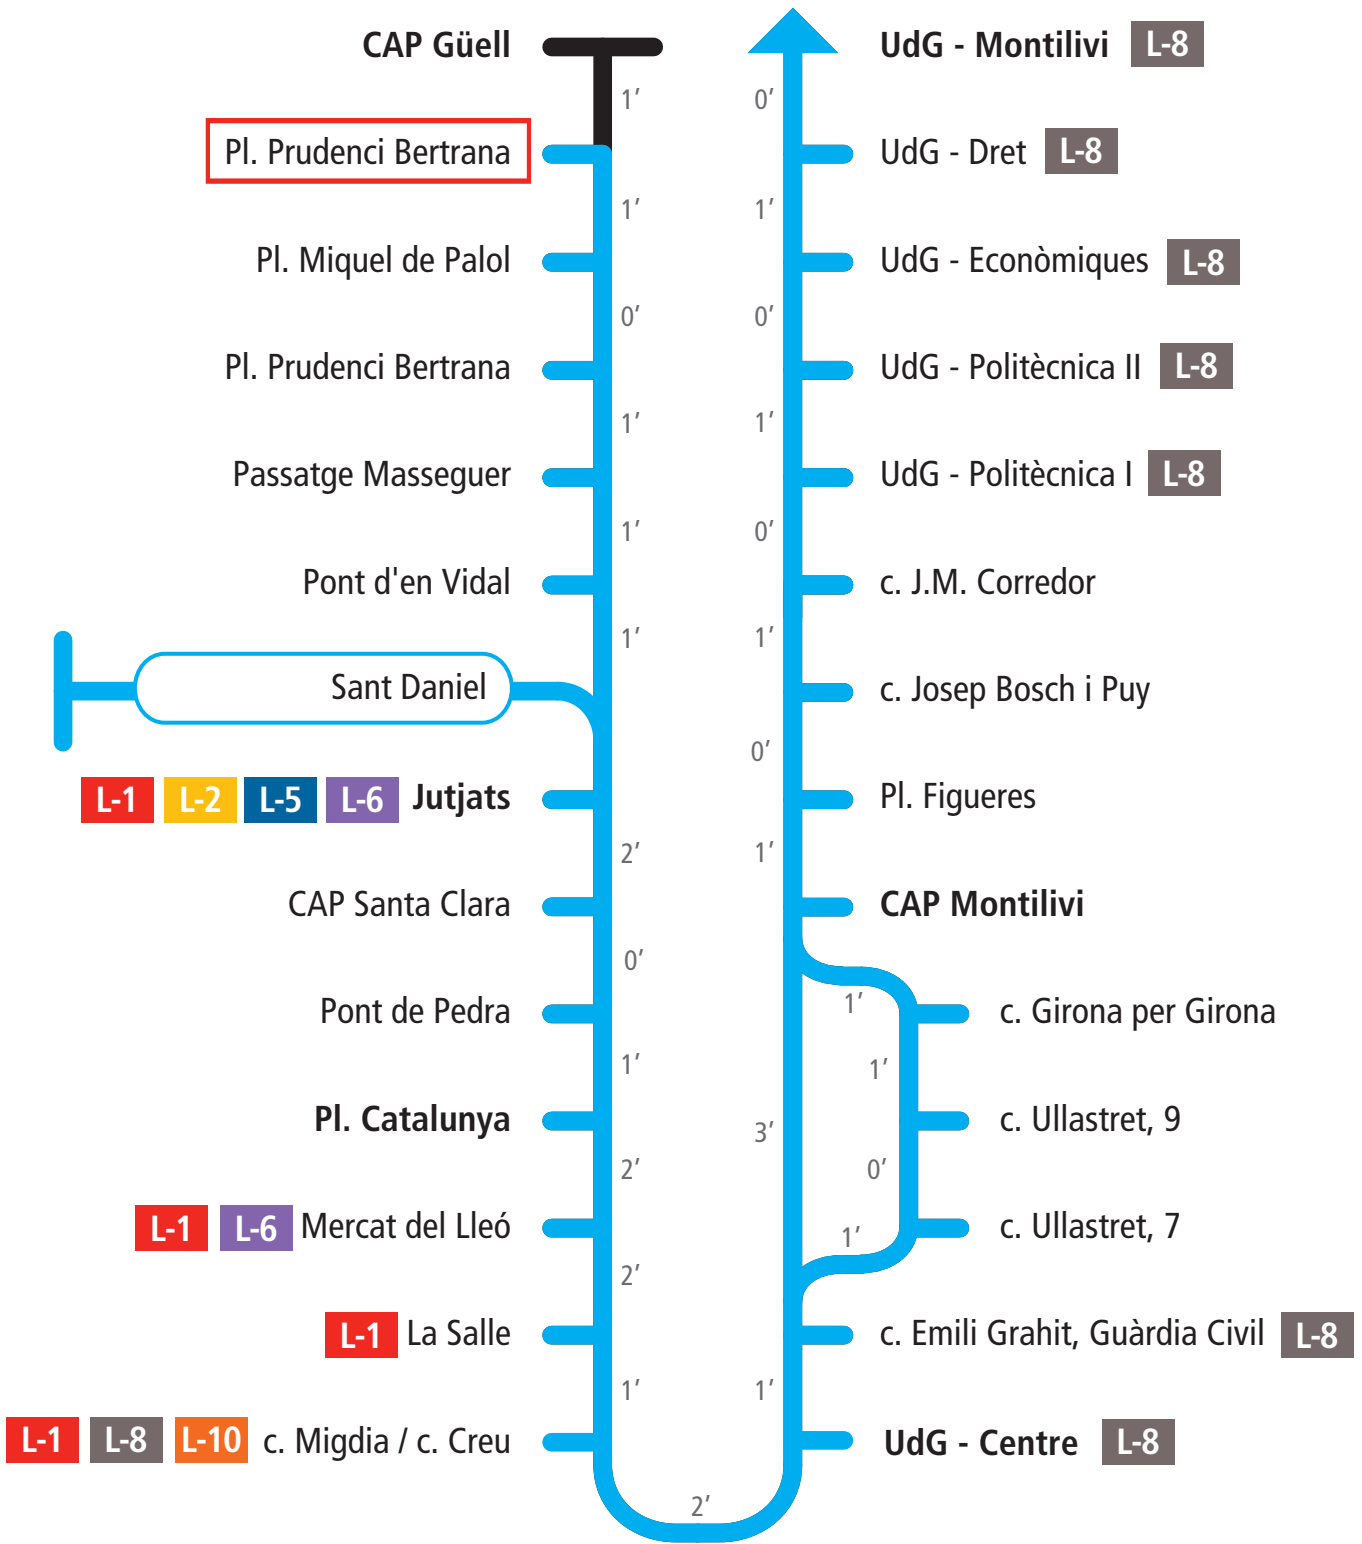 CAP Güell
1’
Pl. Prudenci Bertrana
1’
Pl. Miquel de Palol
0’
Pl. Prudenci Bertrana
1’
Passatge Masseguer
1’
Pont d'en Vidal
1’
Sant Daniel
L-1 L-2 L-5 L-6 Jutjats
2’
CAP Santa Clara
0’
Pont de Pedra
1’
Pl. Catalunya
2’
L-1 L-6 Mercat del Lleó
2’
L-1 La Salle
1’
L-1 L-8 L-10 c. Migdia / c. Creu
2’
UdG - Montilivi L-8
0’
UdG - Dret L-8
1’
UdG - Econòmiques L-8
0’
UdG - Politècnica II L-8
1’
UdG - Politècnica I L-8
0’
c. J.M. Corredor
1’
c. Josep Bosch i Puy
0’
Pl. Figueres
1’
CAP Montilivi
1’
c. Girona per Girona
1’
c. Ullastret, 9
3’
0’
c. Ullastret, 7
1’
c. Emili Grahit, Guàrdia Civil L-8
1’
UdG - Centre L-8